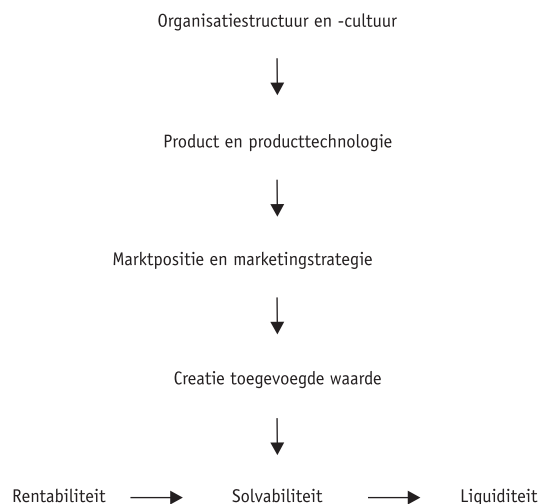 Organisatiestructuur en -cultuur
Product en producttechnologie
Marktpositie en marketingstrategie
Creatie toegevoegde waarde
Rentabiliteit Solvabiliteit Liquiditeit